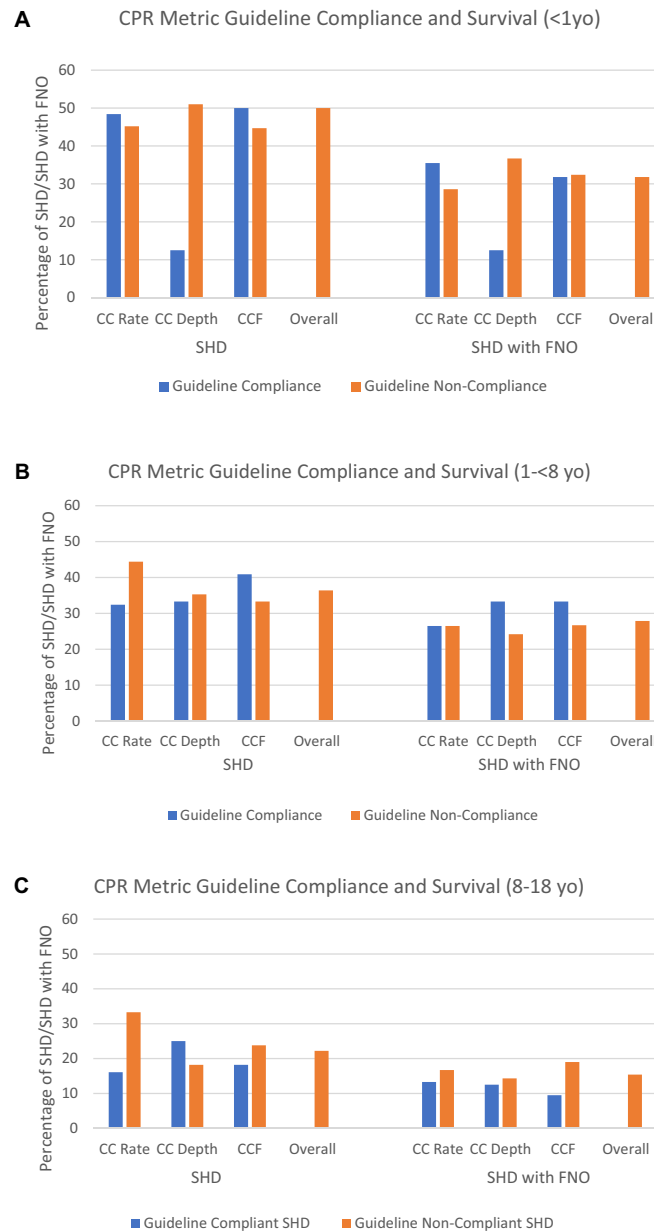 A
CPR Metric Guideline Compliance and Survival (<1yo)
Percentage of SHD/SHD with FNO
60
50
40
30
20
10
0
CC Rate CC Depth CCF Overall CC Rate CC Depth CCF Overall
SHD SHD with FNO
Guideline Compliance Guideline Non-Compliance
B
CPR Metric Guideline Compliance and Survival (1-<8 yo)
Percentage of SHD/SHD with FNO
60
50
40
30
20
10
0
CC Rate CC Depth CCF Overall CC Rate CC Depth CCF Overall
SHD SHD with FNO
Guideline Compliance Guideline Non-Compliance
C
CPR Metric Guideline Compliance and Survival (8-18 yo)
Percentage of SHD/SHD with FNO
60
50
40
30
20
10
0
CC Rate CC Depth CCF Overall CC Rate CC Depth CCF Overall
SHD SHD with FNO
Guideline Compliant SHD Guideline Non-Compliant SHD